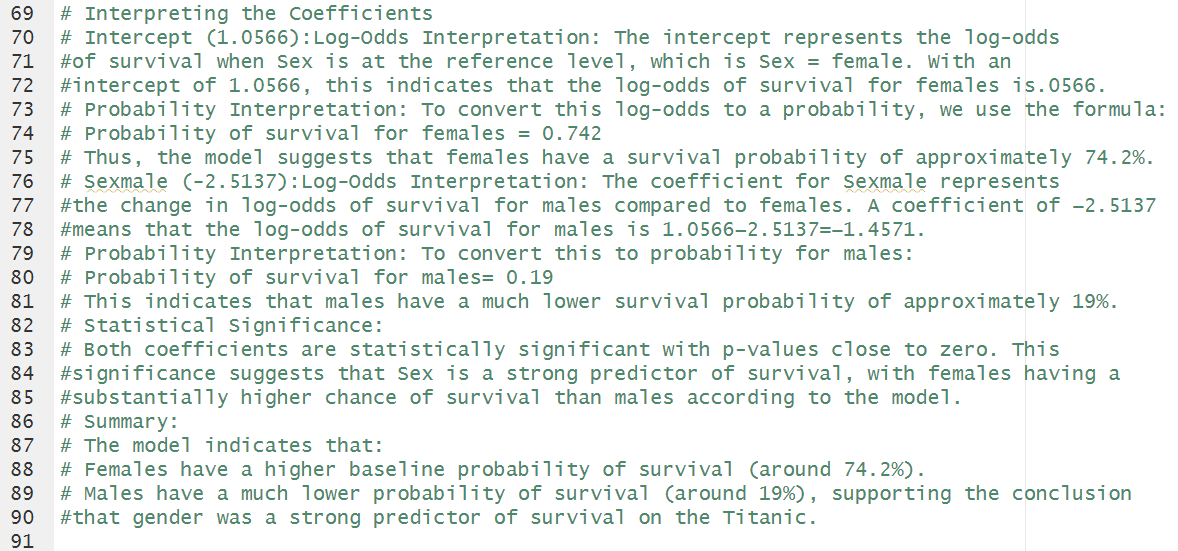 69 # Interpreting the Coefficients
70 # Intercept (1.0566):Log-Odds Interpretation: The intercept represents the log-odds
71 #of survival when Sex is at the reference level, which is Sex = female. With an
72 #intercept of 1.0566, this indicates that the log-odds of survival for females is.0566.
73 # Probability Interpretation: To convert this log-odds to a probability, we use the formula:
74 # Probability of survival for females = 0.742
75 # Thus, the model suggests that females have a survival probability of approximately 74.2%.
76 # Sexmale (-2.5137):Log-Odds Interpretation: The coefficient for Sexmale represents
77 #the change in log-odds of survival for males compared to females. A coefficient of −2.5137
78 #means that the log-odds of survival for males is 1.0566−2.5137=−1.4571.
79 # Probability Interpretation: To convert this to probability for males:
80 # Probability of survival for males= 0.19
81 # This indicates that males have a much lower survival probability of approximately 19%.
82 # Statistical Significance:
83 # Both coefficients are statistically significant with p-values close to zero. This
84 #significance suggests that Sex is a strong predictor of survival, with females having a
85 #substantially higher chance of survival than males according to the model.
86 # Summary:
87 # The model indicates that:
88 # Females have a higher baseline probability of survival (around 74.2%).
89 # Males have a much lower probability of survival (around 19%), supporting the conclusion
90 #that gender was a strong predictor of survival on the Titanic.
91